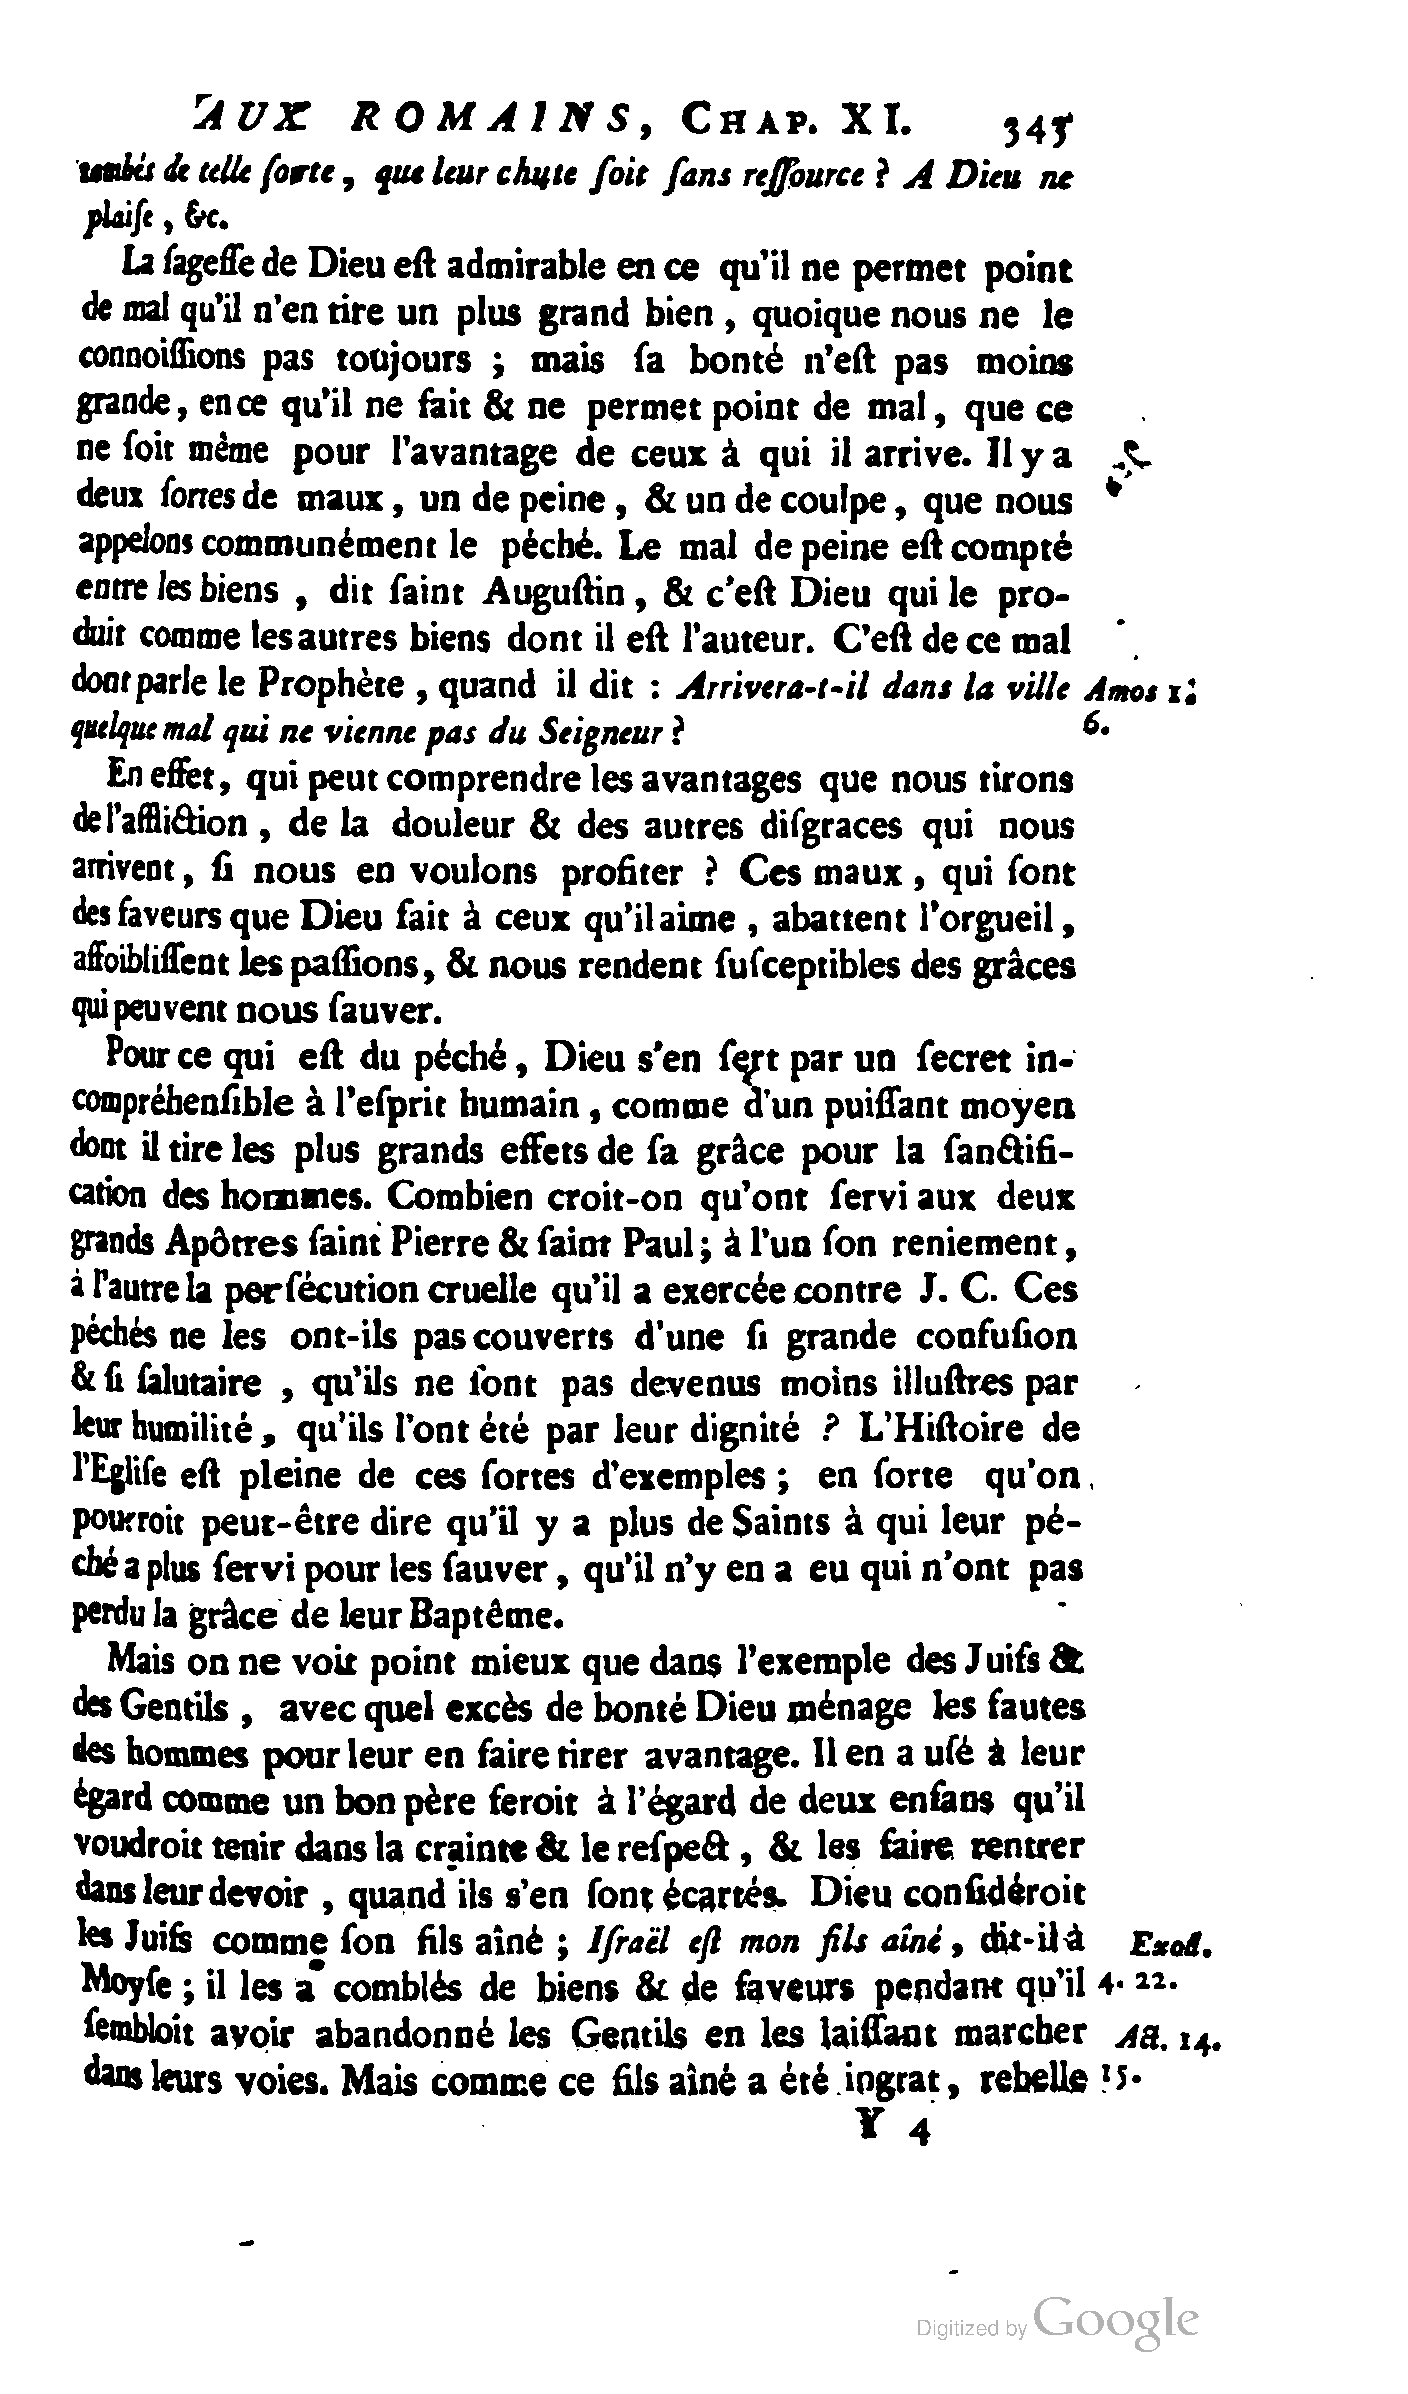 AUX ROMAINS, CHAP. XI. 345
tombés de telle ſorte, que leur chute ſoit ſans reſſource ? A Dieu ne
plaiſe, &c.
La ſageſſe de Dieu eſt admirable en ce qu'il ne permet point
de mal qu'il n'en tire un plus grand bien, quoique nous ne le
connoiſſions pas toujours ; mais ſa bonté n'eſt pas moins
grande, en ce qu'il ne fait & ne permet point de mal, que ce
ne ſoit même pour l'avantage de ceux à qui il arrive. Il y a
deux ſortes de maux, un de peine, & un de coulpe, que nous
appelons communément le péché. Le mal de peine eſt compté
entre les biens, dit ſaint Auguſtin, & c'eſt Dieu qui le pro-
duit comme les autres biens dont il eſt l'auteur. C'eſt de ce mal
dont parle le Prophète, quand il dit : Arrivera-t-il dans la ville Amos 1.
quelque mal qui ne vienne pas du Seigneur ? 6.
En effet, qui peut comprendre les avantages que nous tirons
de l'affliction, de la douleur & des autres diſgraces qui nous
arrivent, ſi nous en voulons profiter ? Ces maux, qui ſont
des faveurs que Dieu fait à ceux qu'il aime, abattent l'orgueil,
affoibliſſent les paſſions, & nous rendent ſuſceptibles des grâces
qui peuvent nous ſauver.
Pour ce qui eſt du péché, Dieu s'en ſert par un ſecret in-
compréhenſible à l'eſprit humain, comme d'un puiſſant moyen
dont il tire les plus grands effets de ſa grâce pour la ſanctifi-
cation des hommes. Combien croit-on qu'ont ſervi aux deux
grands Apôtres ſaint Pierre & ſaint Paul ; à l'un ſon reniement,
à l'autre la perſécution cruelle qu'il a exercée contre J. C. Ces
péchés ne les ont-ils pas couverts d'une ſi grande confuſion
& ſi ſalutaire, qu'ils ne ſont pas devenus moins illuſtres par
leur humilité, qu'ils l'ont été par leur dignité ? L'Hiſtoire de
l'Egliſe eſt pleine de ces ſortes d'exemples ; en ſorte qu'on
pourroit peut-être dire qu'il y a plus de Saints à qui leur pé-
ché a plus ſervi pour les ſauver, qu'il n'y en a eu qui n'ont pas
perdu la grâce de leur Baptême.
Mais on ne voit point mieux que dans l'exemple des Juifs &
des Gentils, avec quel excès de bonté Dieu ménage les fautes
des hommes pour leur en faire tirer avantage. Il en a uſé à leur
égard comme un bon père feroit à l'égard de deux enfans qu'il
voudroit tenir dans la crainte & le reſpect, & les faire rentrer
dans leur devoir, quand ils s'en ſont écartés. Dieu conſidéroit
les Juifs comme ſon fils aîné ; Iſraël eſt mon fils aîné, dit-il à Exod.
Moyſe ; il les a comblés de biens & de faveurs pendant qu'il 4. 22.
ſembloit avoir abandonné les Gentils en les laiſſant marcher Act. 14.
dans leurs voies. Mais comme ce fils aîné a été ingrat, rebelle 15.
Y 4
Digitized by Google